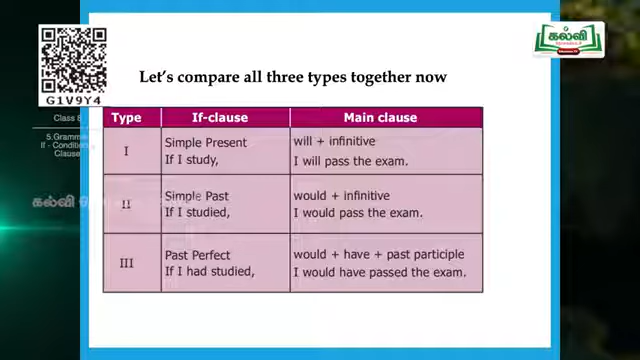 G1V9Y4
கல்வி
Let's compare all three types together now
Class 8
5.Grammar
If - Condition
Clause
கல்வி
Type If-clause Main clause
I
Simple Present
If I study,
will + infinitive
I will pass the exam.
II
Simple Past
If I studied,
would + infinitive
I would pass the exam.
III
Past Perfect
If I had studied,
would + have + past participle
I would have passed the exam.